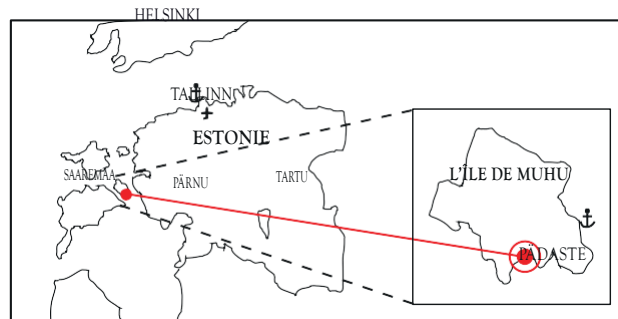 HELSINKI
TALLINN
ESTONIE
SAAREMAA
PÄRNU
TARTU
L'ÎLE DE MUHU
PÄDASTE